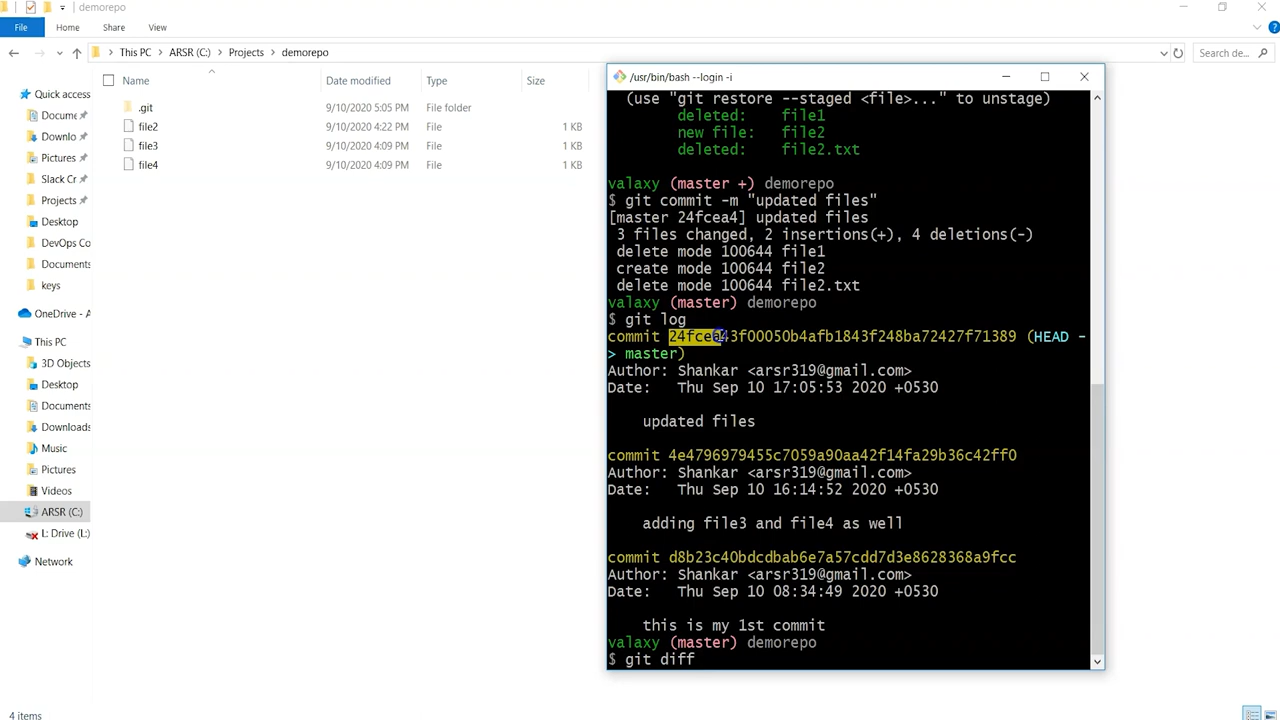 demorepo
File
Home
Share
View
This PC
ARSR (C:)
Projects
demorepo
Search de...
Name
Date modified
Type
Size
.git
9/10/2020 5:05 PM
File folder
file2
9/10/2020 4:22 PM
File
1 KB
file3
9/10/2020 4:09 PM
File
1 KB
file4
9/10/2020 4:09 PM
File
1 KB
Quick access
Docume
Downlo
Pictures
Slack Cr
Projects
Desktop
DevOps Co
Documents
keys
OneDrive - A
This PC
3D Objects
Desktop
Documents
Downloads
Music
Pictures
Videos
ARSR (C:)
L: Drive (L:)
Network
4 items
/usr/bin/bash --login -i
(use "git restore --staged <file>..." to unstage)
deleted: file1
new file: file2
deleted: file2.txt
valaxy (master +) demorepo
$ git commit -m "updated files"
[master 24fcea4] updated files
3 files changed, 2 insertions(+), 4 deletions(-)
delete mode 100644 file1
create mode 100644 file2
delete mode 100644 file2.txt
valaxy (master) demorepo
$ git log
commit 24fcea43f00050b4afb1843f248ba72427f71389 (HEAD -
> master)
Author: Shankar <arsr319@gmail.com>
Date: Thu Sep 10 17:05:53 2020 +0530
updated files
commit 4e4796979455c7059a90aa42f14fa29b36c42ff0
Author: Shankar <arsr319@gmail.com>
Date: Thu Sep 10 16:14:52 2020 +0530
adding file3 and file4 as well
commit d8b23c40bdcdbab6e7a57cdd7d3e8628368a9fcc
Author: Shankar <arsr319@gmail.com>
Date: Thu Sep 10 08:34:49 2020 +0530
this is my 1st commit
valaxy (master) demorepo
$ git diff